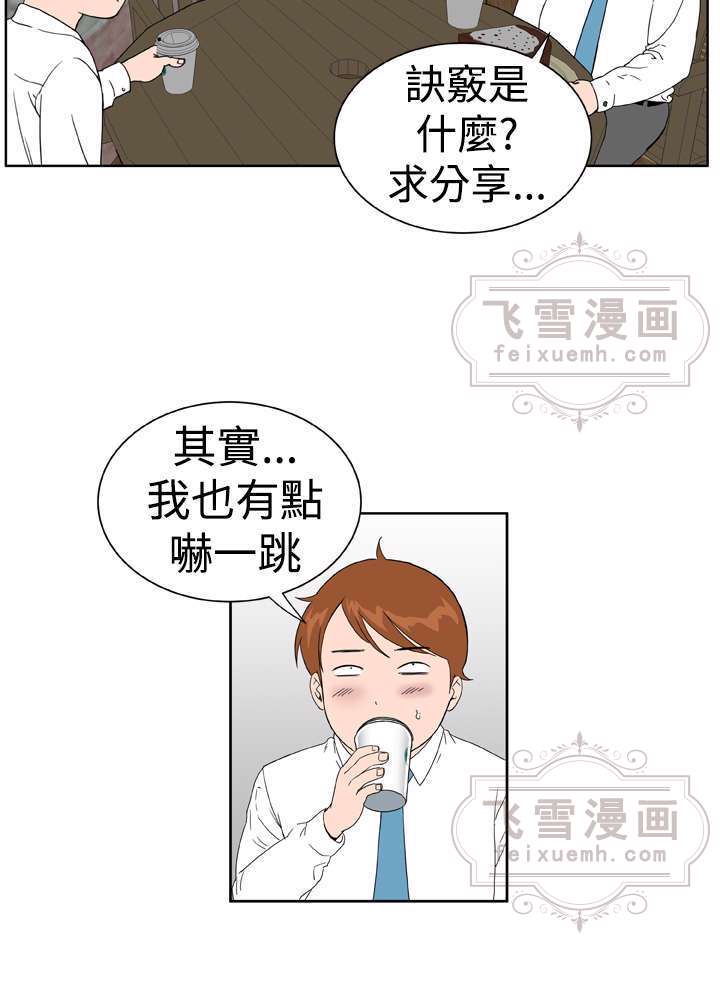 訣竅是
什麼?
求分享...
飞雪漫画
feixuemh.com
其實...
我也有點
嚇一跳
飞雪漫画
feixuemh.com